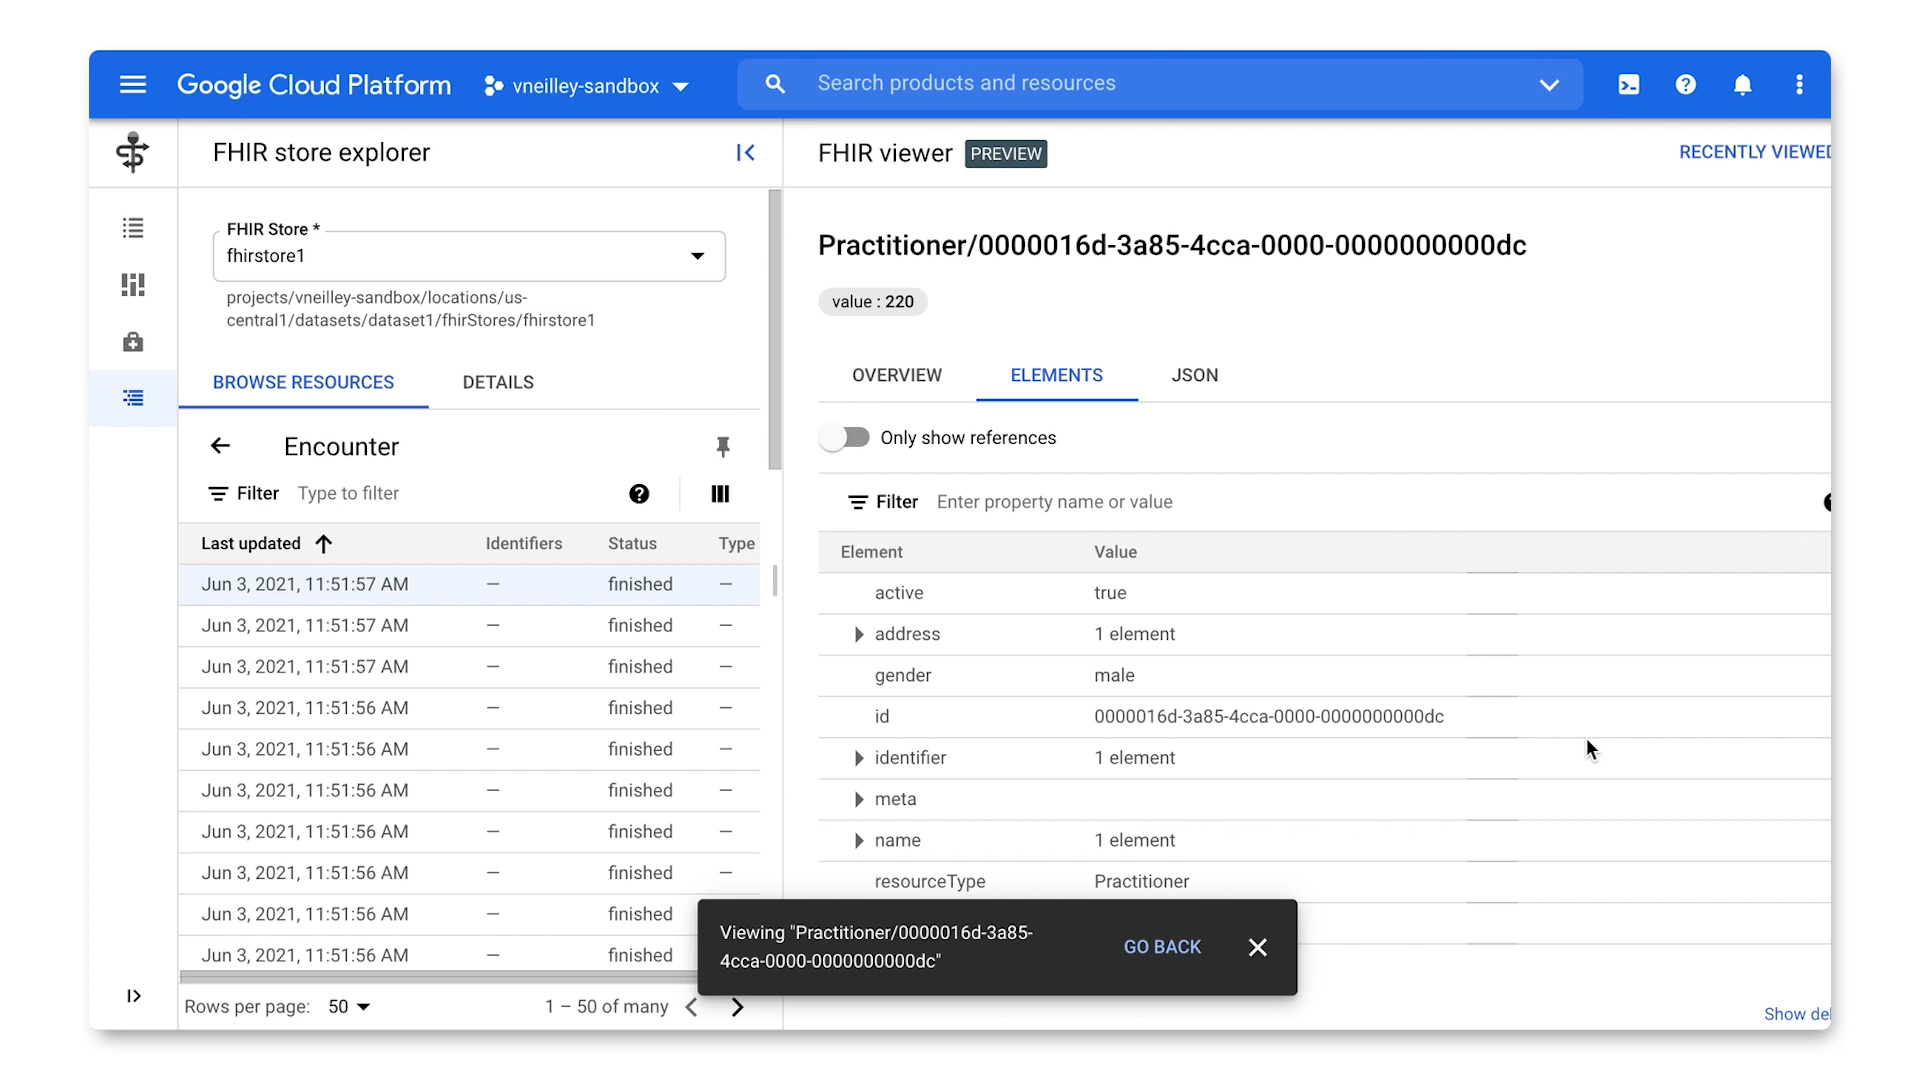 Google Cloud Platform
vneilley-sandbox
Search products and resources
FHIR store explorer
FHIR Store *
fhirstore1
projects/vneilley-sandbox/locations/us-
central1/datasets/dataset1/fhirStores/fhirstore1
BROWSE RESOURCES DETAILS
Encounter
Filter Type to filter
Last updated Identifiers Status Type
Jun 3, 2021, 11:51:57 AM — finished —
Jun 3, 2021, 11:51:57 AM — finished —
Jun 3, 2021, 11:51:57 AM — finished —
Jun 3, 2021, 11:51:56 AM — finished —
Jun 3, 2021, 11:51:56 AM — finished —
Jun 3, 2021, 11:51:56 AM — finished —
Jun 3, 2021, 11:51:56 AM — finished —
Jun 3, 2021, 11:51:56 AM — finished —
Jun 3, 2021, 11:51:56 AM — finished
Jun 3, 2021, 11:51:56 AM — finished
Rows per page: 50 1 – 50 of many
FHIR viewer PREVIEW
RECENTLY VIEWED
Practitioner/0000016d-3a85-4cca-0000-0000000000dc
value : 220
OVERVIEW ELEMENTS JSON
Only show references
Filter Enter property name or value
Element Value
active true
address 1 element
gender male
id 0000016d-3a85-4cca-0000-0000000000dc
identifier 1 element
meta
name 1 element
resourceType Practitioner
Viewing "Practitioner/0000016d-3a85-
4cca-0000-0000000000dc"
GO BACK
Show de